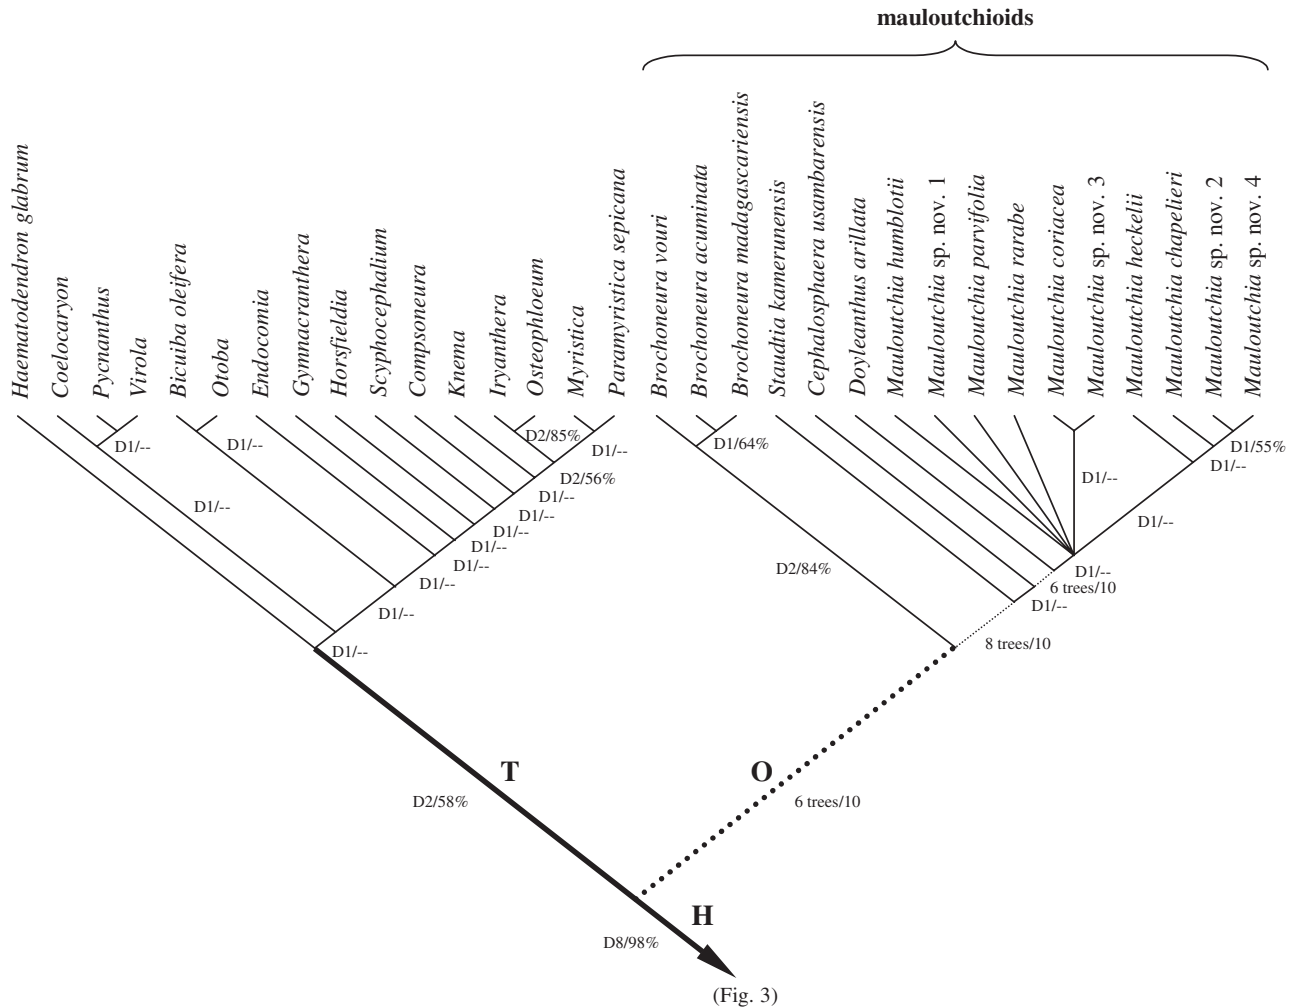 mauloutchioids
Haematodendron glabrum
Coelocaryon
Pycnanthus
Virola
Bicuiba oleifera
Otoba
Endocomia
Gymnacranthera
Horsfieldia
Scyphocephalium
Compsoneura
Knema
Iryanthera
Osteophloeum
Myristica
Paramyristica sepicana
Brochoneura vouri
Brochoneura acuminata
Brochoneura madagascariensis
Staudtia kamerunensis
Cephalosphaera usambarensis
Doyleanthus arillata
Mauloutchia humblotii
Mauloutchia sp. nov. 1
Mauloutchia parvifolia
Mauloutchia rarabe
Mauloutchia coriacea
Mauloutchia sp. nov. 3
Mauloutchia heckelii
Mauloutchia chapelieri
Mauloutchia sp. nov. 2
Mauloutchia sp. nov. 4
D1/--
D1/--
D2/85%
D1/--
D1/64%
D1/55%
D1/--
D2/56%
D1/--
D1/--
D1/--
D1/--
D1/--
D1/--
D1/--
D1/--
D1/--
D1/--
D2/84%
D1/--
6 trees/10
D1/--
D1/--
8 trees/10
D1/--
T
O
D2/58%
6 trees/10
H
D8/98%
(Fig. 3)